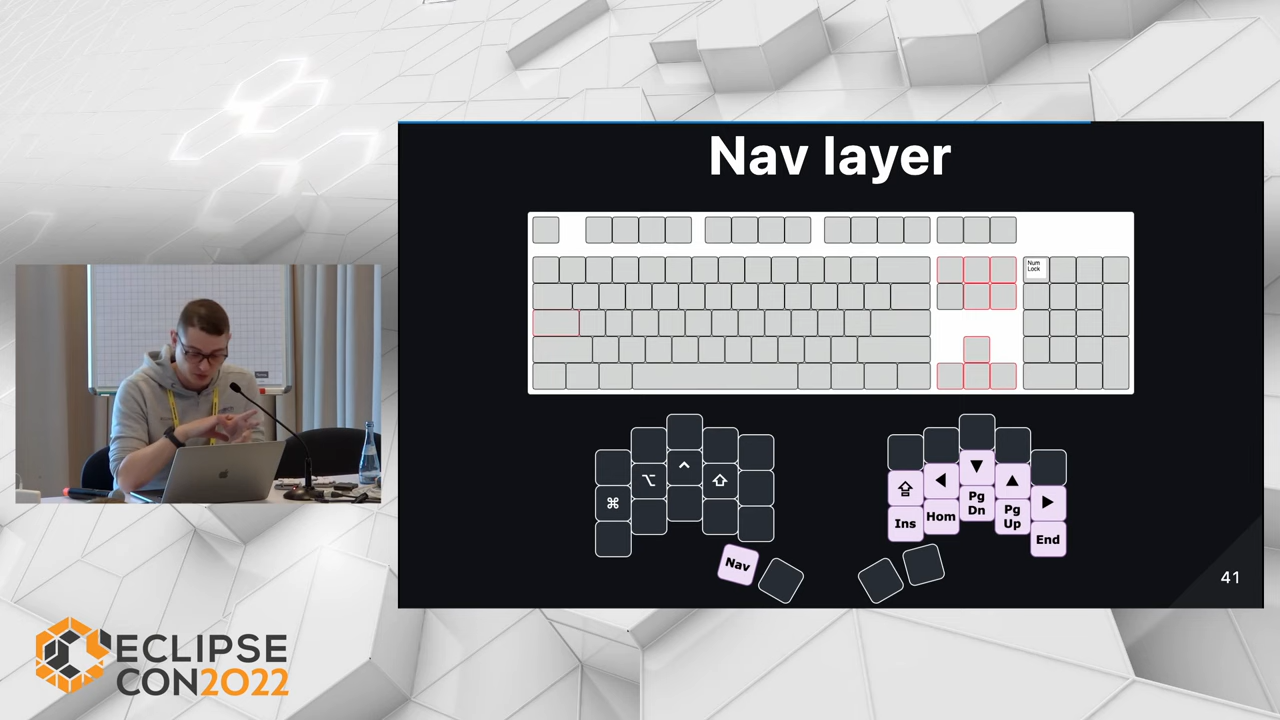 Nav layer
Num
Lock
⌘ ⌥ ^ ⇧
⇪ ◀ ▼ ▲ ▶
Ins Hom Pg Dn Pg Up End
Nav
41
ECLIPSE
CON2022